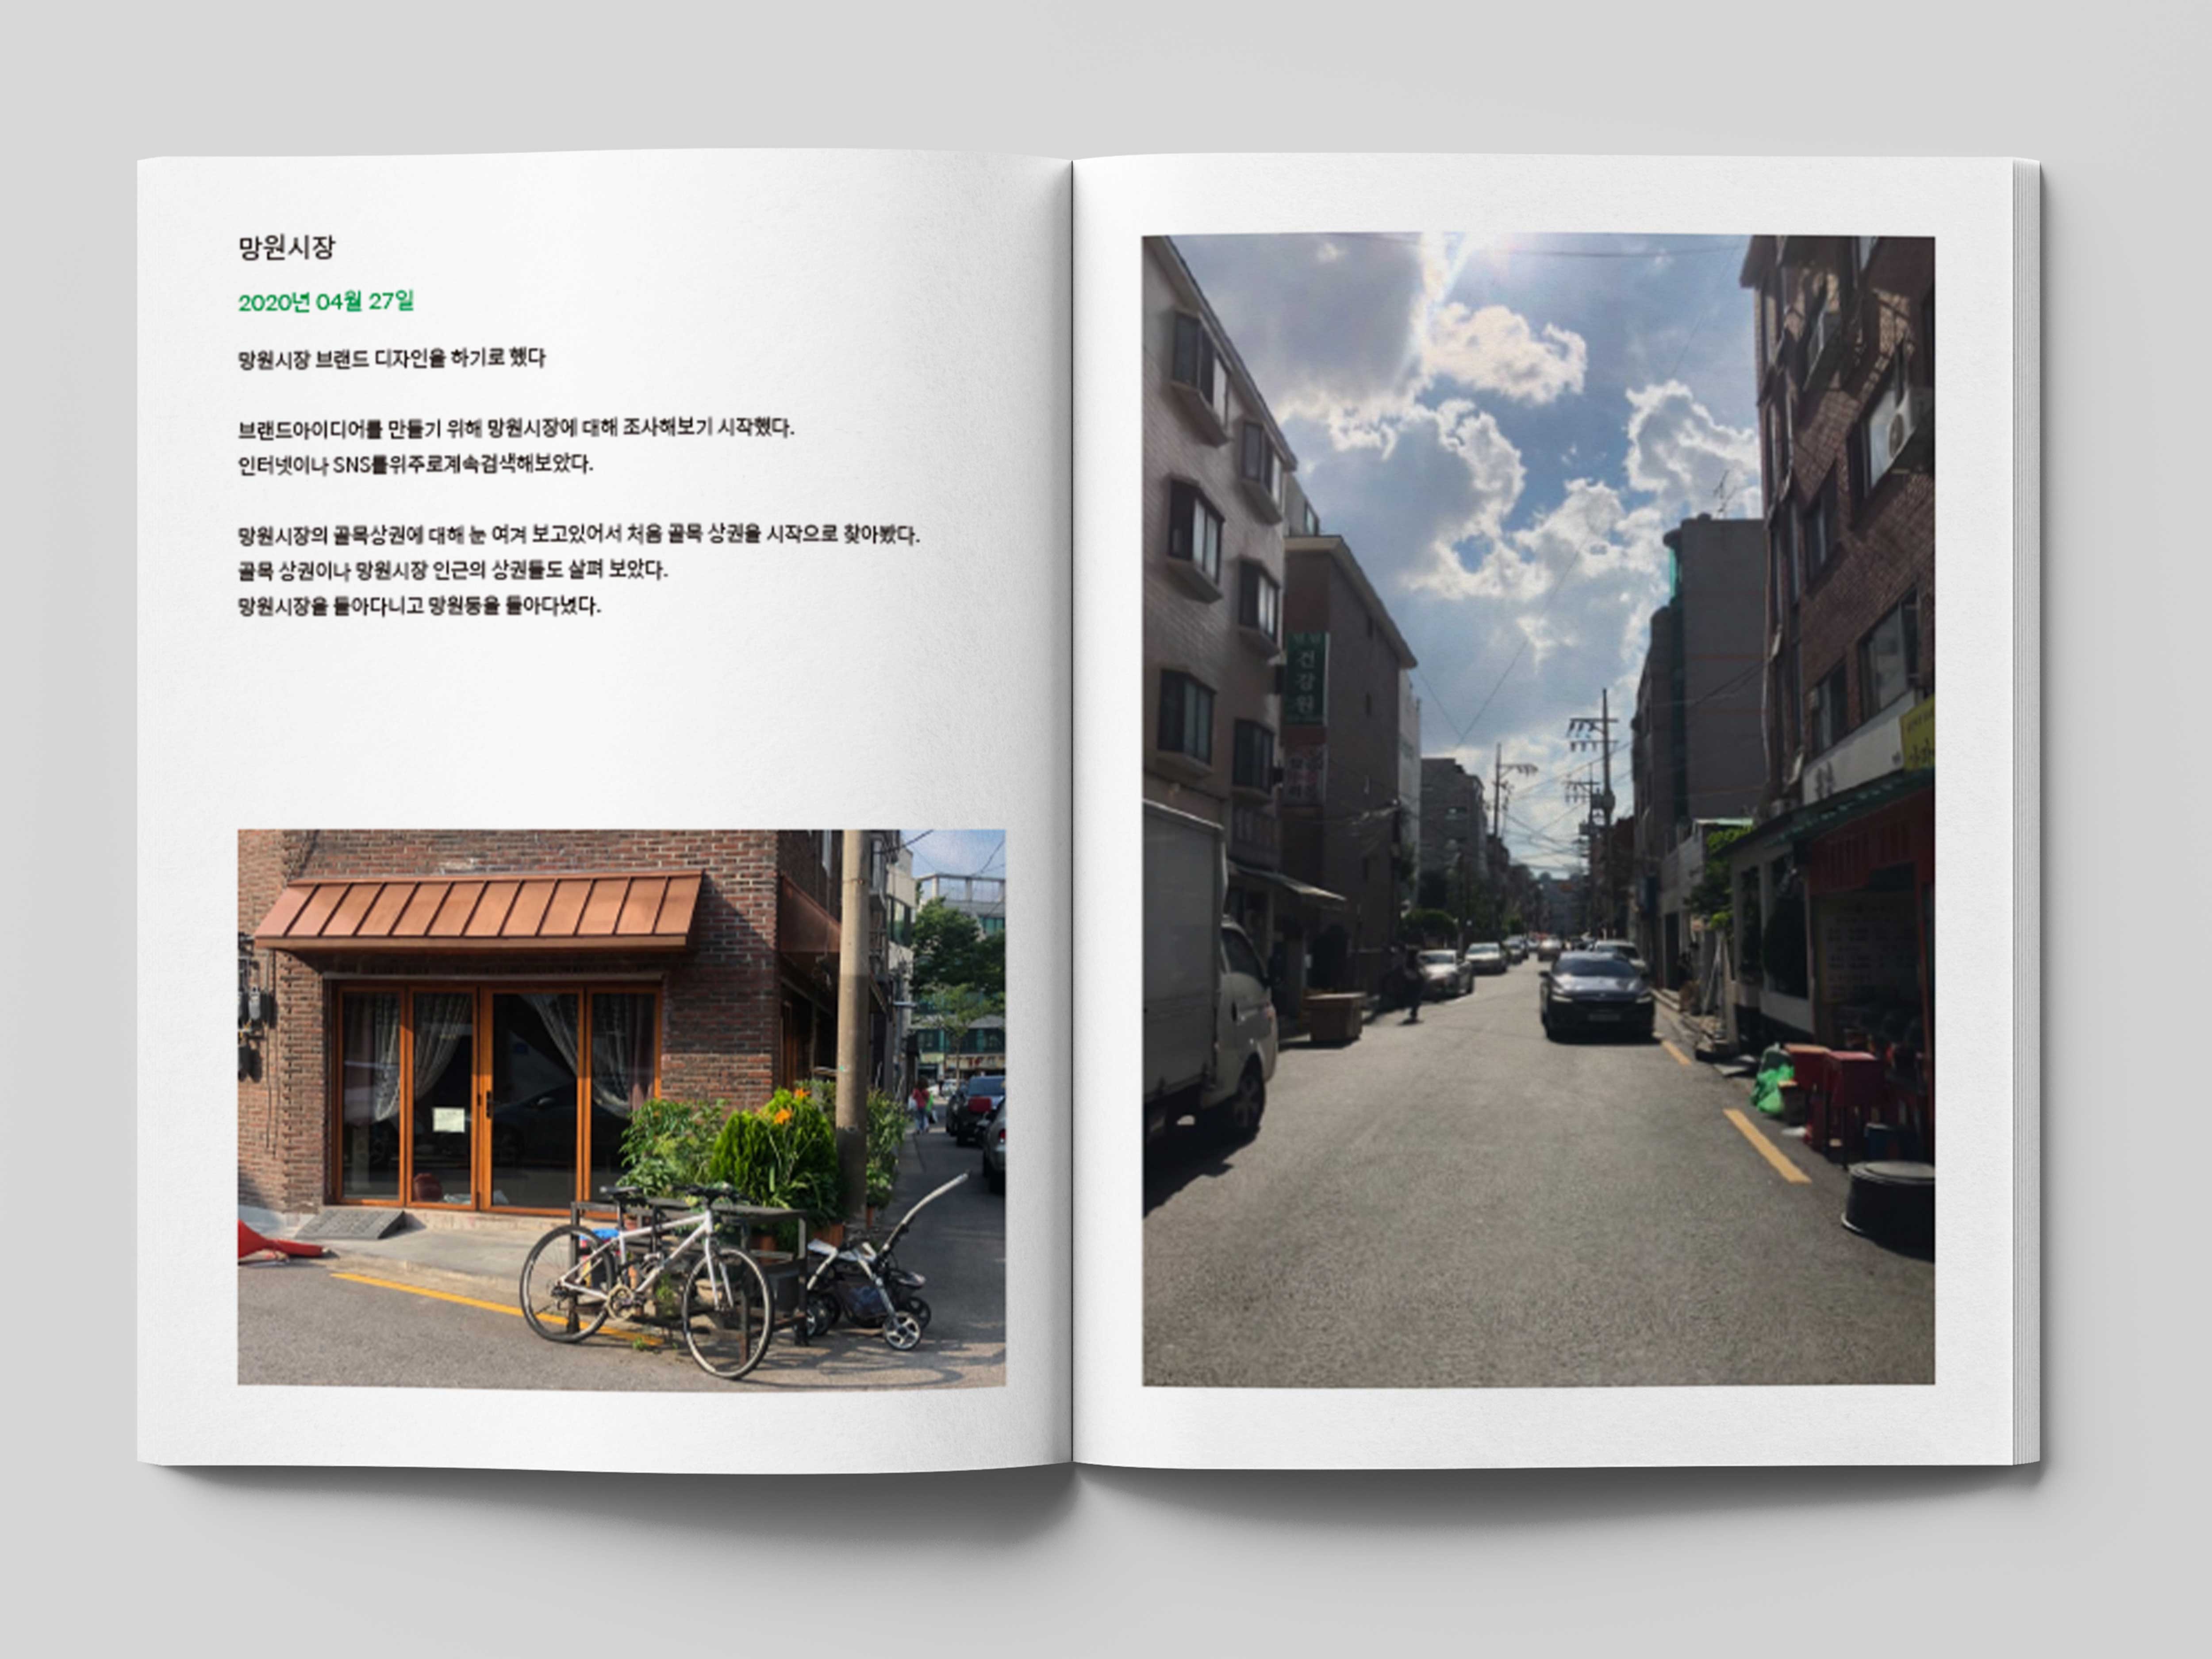 망원시장
2020년 04월 27일
망원시장 브랜드 디자인을 하기로 했다
브랜드아이디어를 만들기 위해 망원시장에 대해 조사해보기 시작했다.
인터넷이나 SNS를위주로계속검색해보았다.
망원시장의 골목상권에 대해 눈 여겨 보고있어서 처음 골목 상권을 시작으로 찾아봤다.
골목 상권이나 망원시장 인근의 상권들도 살펴 보았다.
망원시장을 돌아다니고 망원동을 돌아다녔다.
건강원